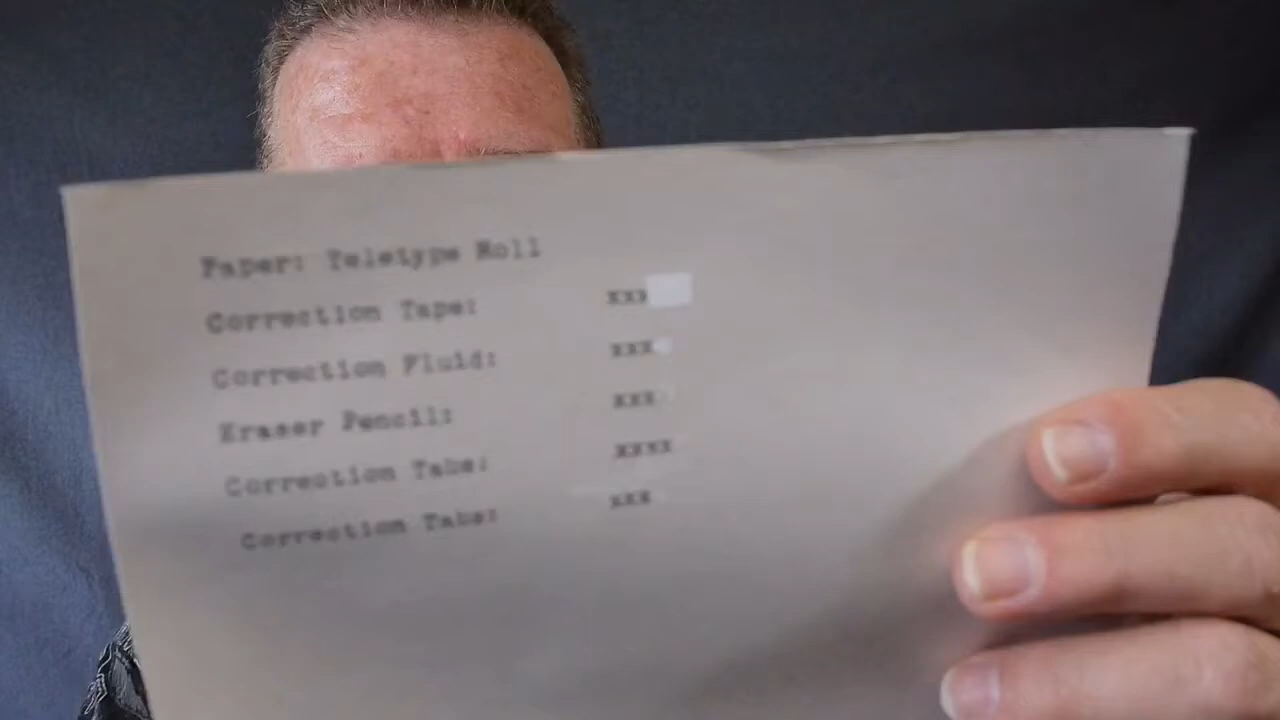 Paper: Teletype Roll
Correction Tape: xxx
Correction Fluid: xxx
Eraser Pencil: xxx
Correction Tabs: xxxx
Correction Tabs: xxx